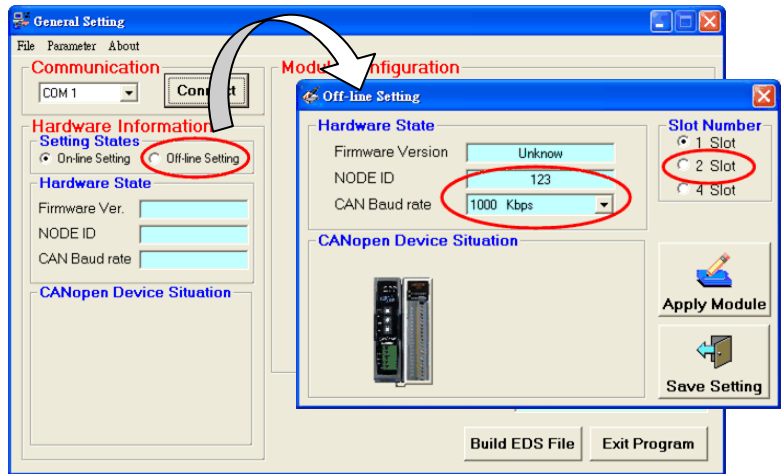 General Setting
File Parameter About
Communication
COM 1
Hardware Information
Setting States
On-line Setting
Off-line Setting
Hardware State
Firmware Ver.
NODE ID
CAN Baud rate
CANopen Device Situation
Build EDS File
Exit Program
Off-line Setting
Hardware State
Firmware Version
Unknow
NODE ID
123
CAN Baud rate
1000 Kbps
CANopen Device Situation
Slot Number
1 Slot
2 Slot
4 Slot
Apply Module
Save Setting